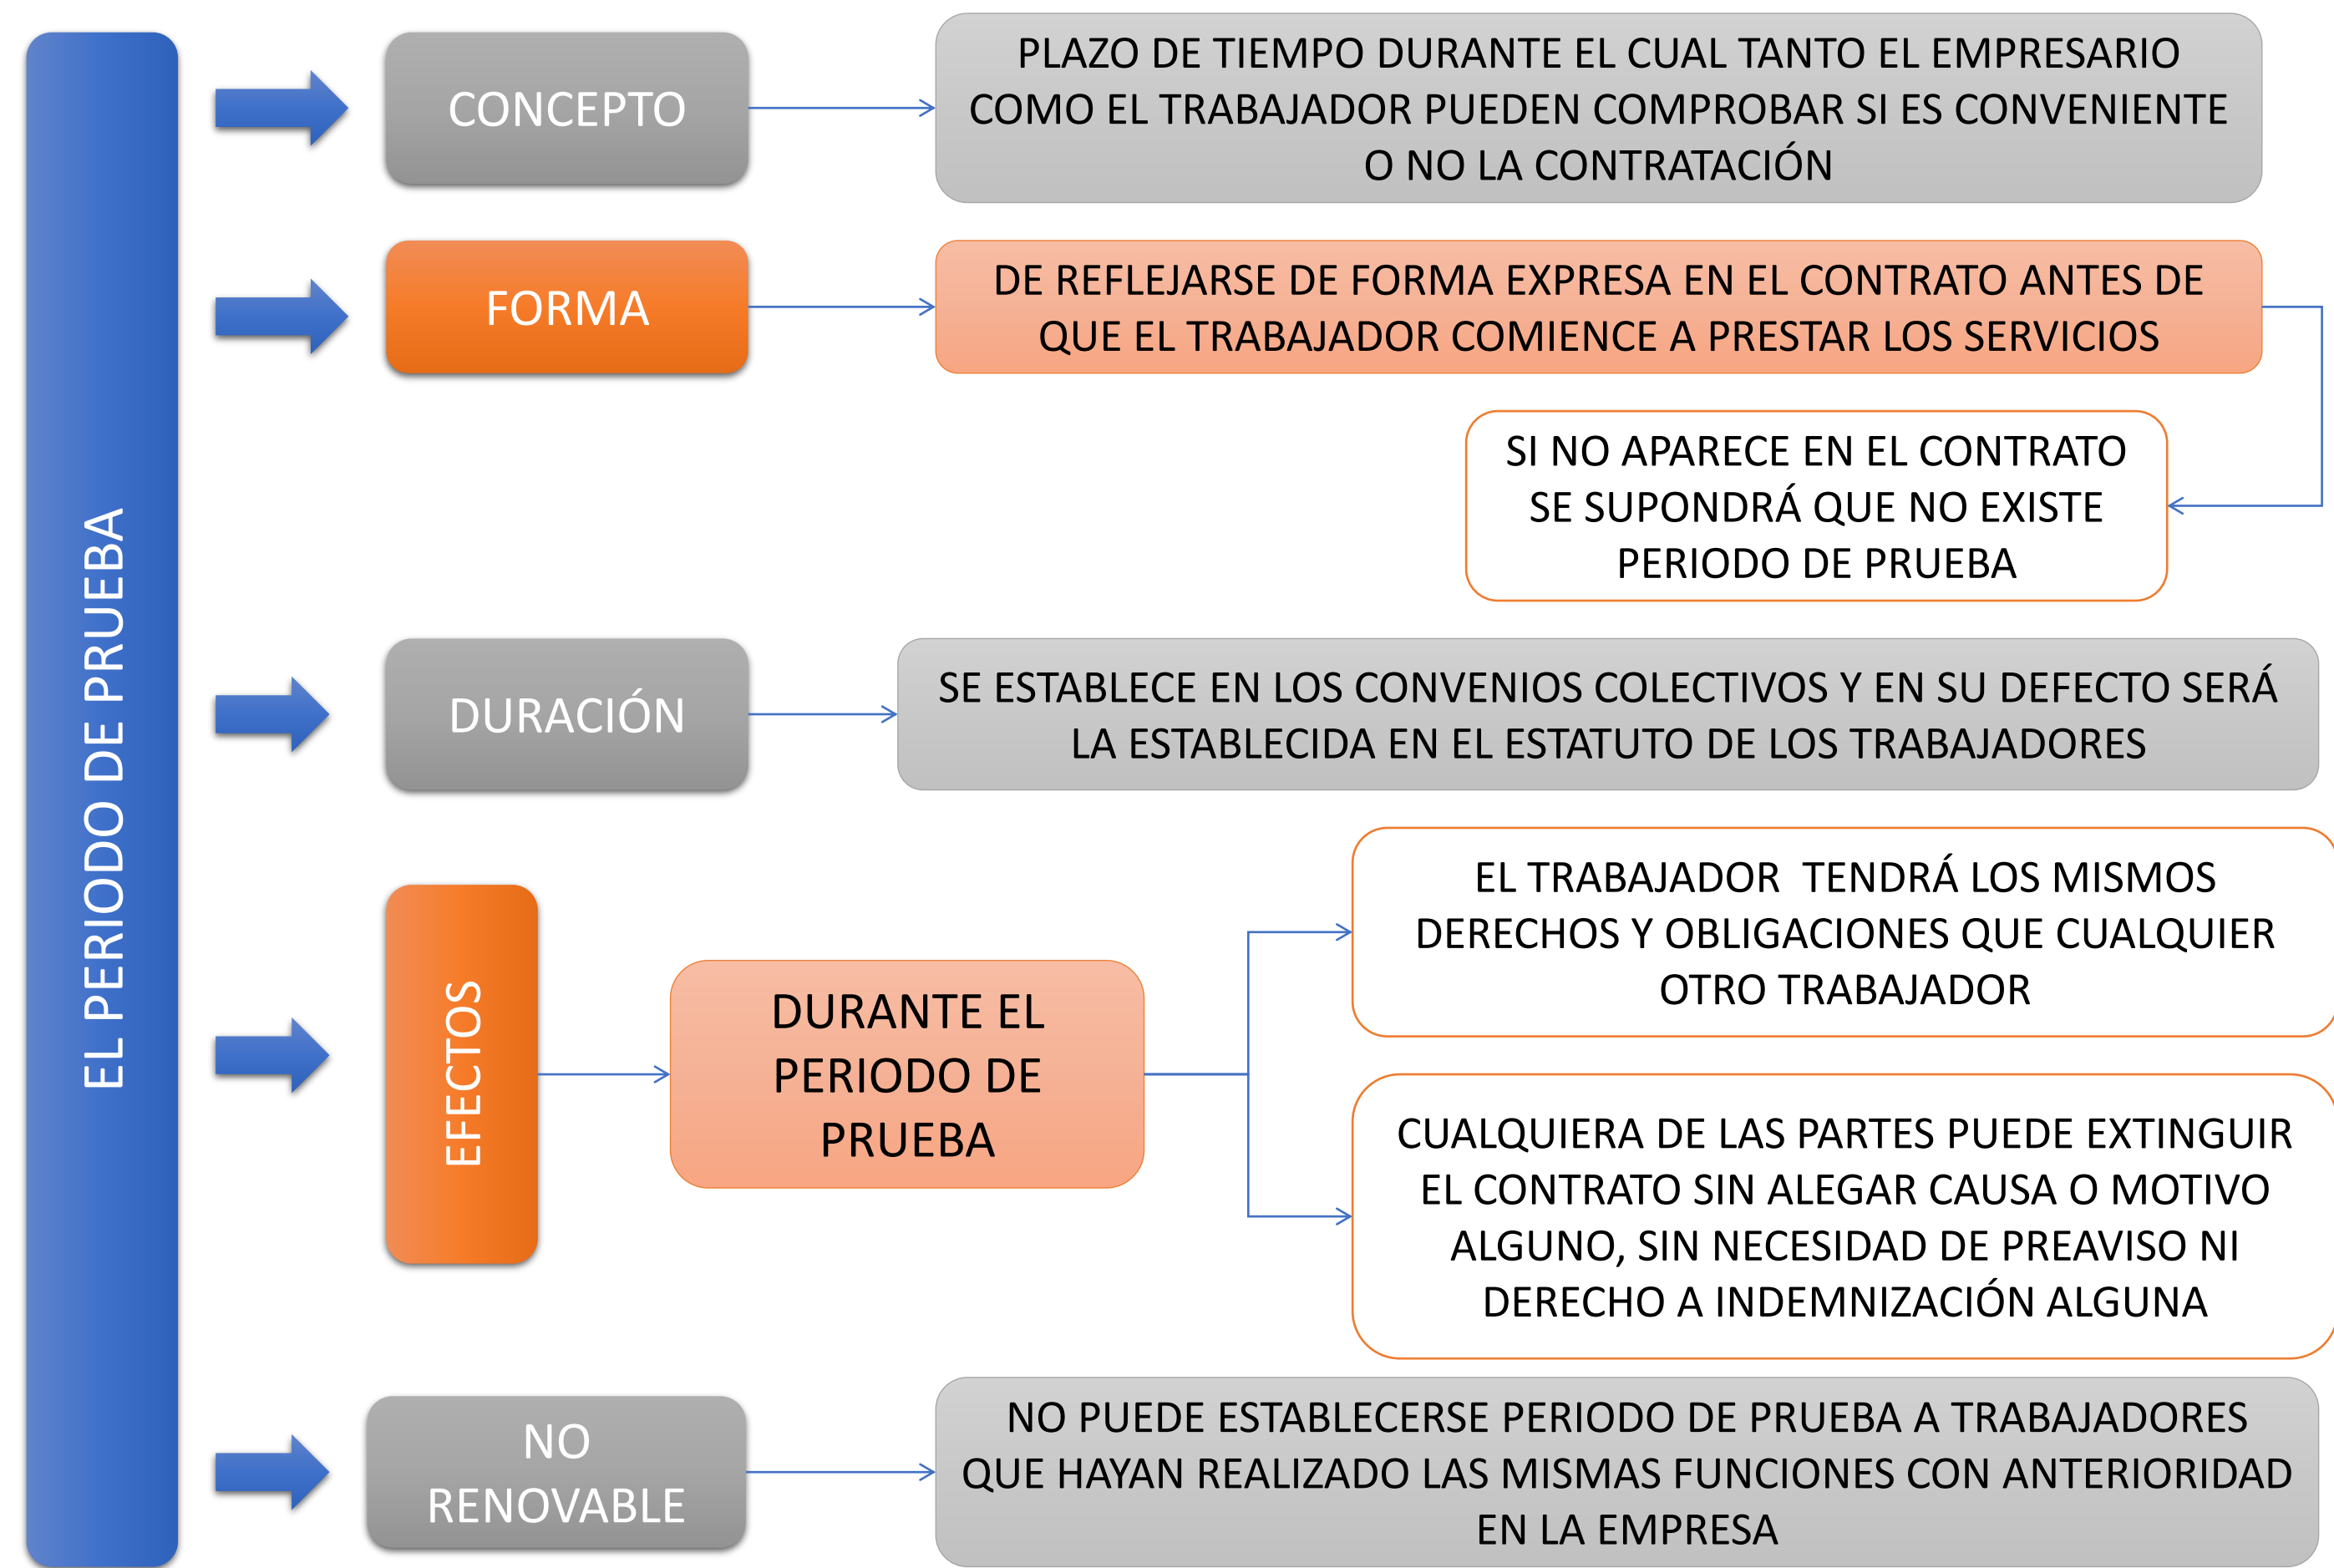 EL PERIODO DE PRUEBA
CONCEPTO
PLAZO DE TIEMPO DURANTE EL CUAL TANTO EL EMPRESARIO
COMO EL TRABAJADOR PUEDEN COMPROBAR SI ES CONVENIENTE
O NO LA CONTRATACIÓN
FORMA
DE REFLEJARSE DE FORMA EXPRESA EN EL CONTRATO ANTES DE
QUE EL TRABAJADOR COMIENCE A PRESTAR LOS SERVICIOS
SI NO APARECE EN EL CONTRATO
SE SUPONDRÁ QUE NO EXISTE
PERIODO DE PRUEBA
DURACIÓN
SE ESTABLECE EN LOS CONVENIOS COLECTIVOS Y EN SU DEFECTO SERÁ
LA ESTABLECIDA EN EL ESTATUTO DE LOS TRABAJADORES
EFECTOS
DURANTE EL
PERIODO DE
PRUEBA
EL TRABAJADOR  TENDRÁ LOS MISMOS
DERECHOS Y OBLIGACIONES QUE CUALQUIER
OTRO TRABAJADOR
CUALQUIERA DE LAS PARTES PUEDE EXTINGUIR
EL CONTRATO SIN ALEGAR CAUSA O MOTIVO
ALGUNO, SIN NECESIDAD DE PREAVISO NI
DERECHO A INDEMNIZACIÓN ALGUNA
NO
RENOVABLE
NO PUEDE ESTABLECERSE PERIODO DE PRUEBA A TRABAJADORES
QUE HAYAN REALIZADO LAS MISMAS FUNCIONES CON ANTERIORIDAD
EN LA EMPRESA